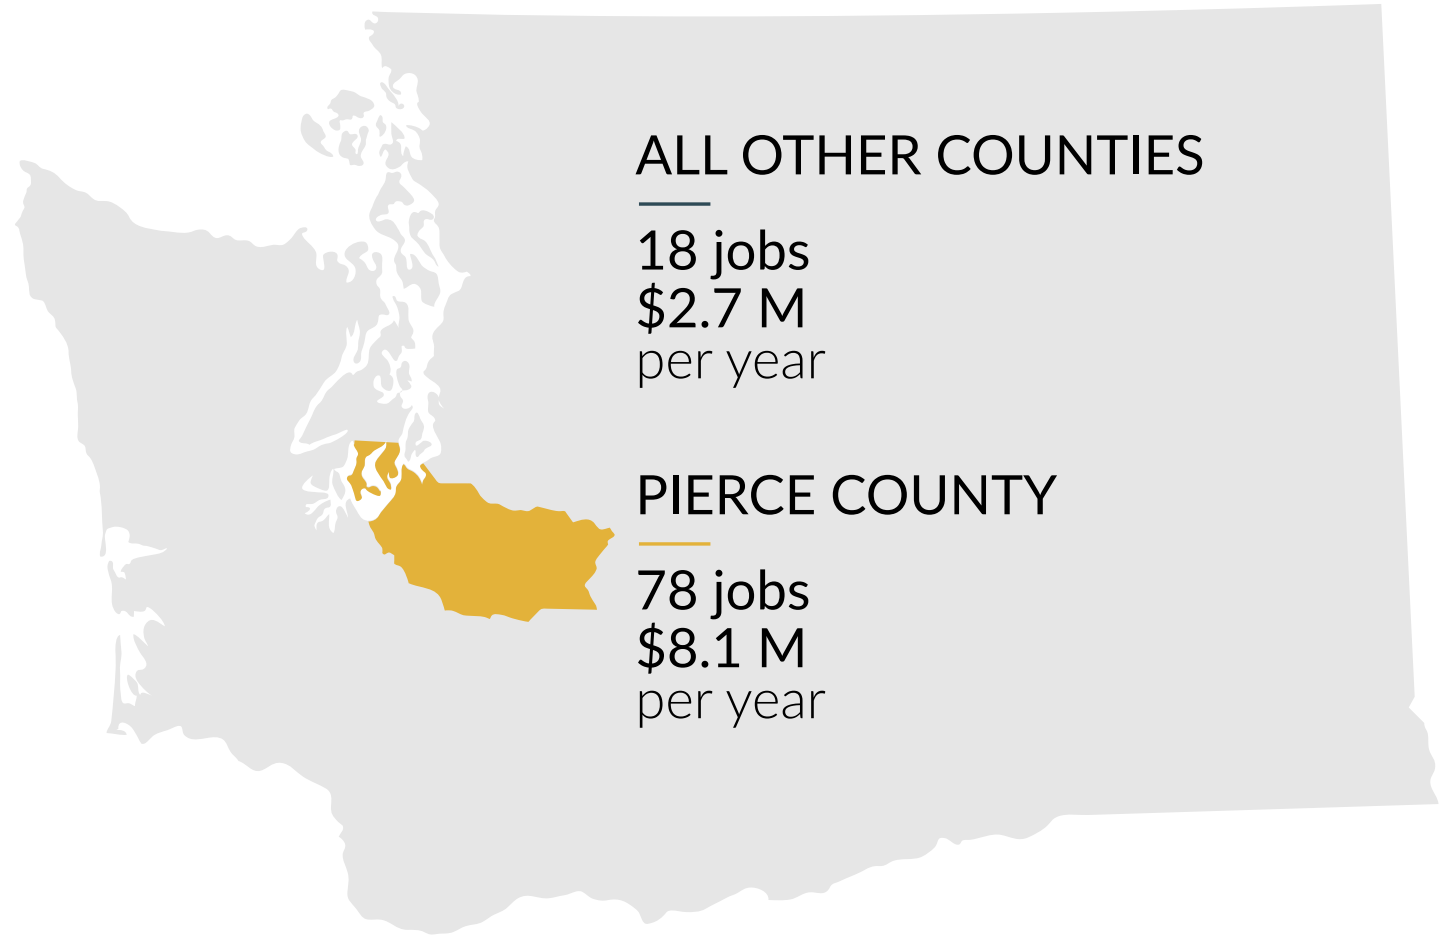 ALL OTHER COUNTIES
18 jobs
$2.7 M
per year
PIERCE COUNTY
78 jobs
$8.1 M
per year